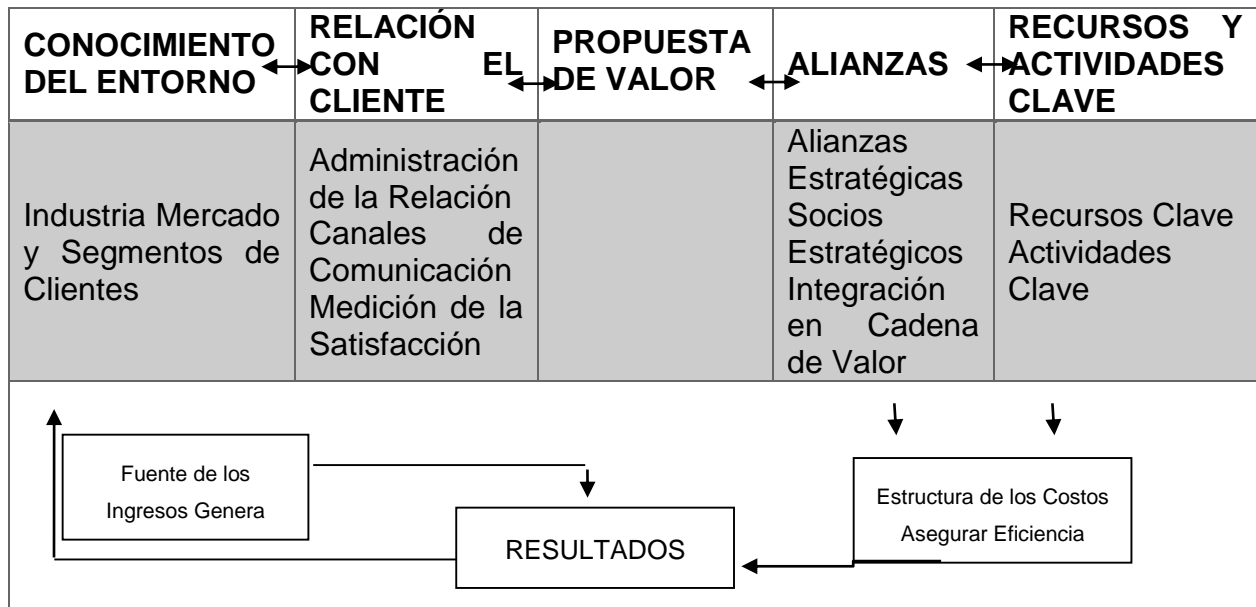 CONOCIMIENTO
DEL ENTORNO
RELACIÓN
CON EL
CLIENTE
PROPUESTA
DE VALOR
ALIANZAS
RECURSOS Y
ACTIVIDADES
CLAVE
Industria Mercado
y Segmentos de
Clientes
Administración
de la Relación
Canales de
Comunicación
Medición de la
Satisfacción
Alianzas
Estratégicas
Socios
Estratégicos
Integración
en Cadena
de Valor
Recursos Clave
Actividades
Clave
Fuente de los
Ingresos Genera
RESULTADOS
Estructura de los Costos
Asegurar Eficiencia